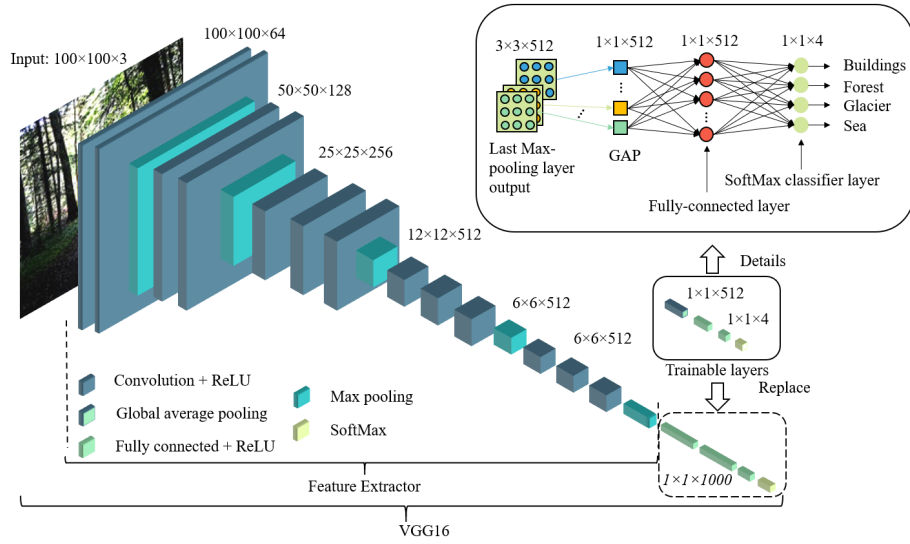 Input: 100×100×3
100×100×64
50×50×128
25×25×256
12×12×512
6×6×512
6×6×512
3×3×512
1×1×512
1×1×512
1×1×4
Buildings
Forest
Glacier
Sea
Last Max-
pooling layer
output
GAP
SoftMax classifier layer
Fully-connected layer
Details
1×1×512
1×1×4
Trainable layers
Replace
1×1×1000
Convolution + ReLU
Global average pooling
Fully connected + ReLU
Max pooling
SoftMax
Feature Extractor
VGG16